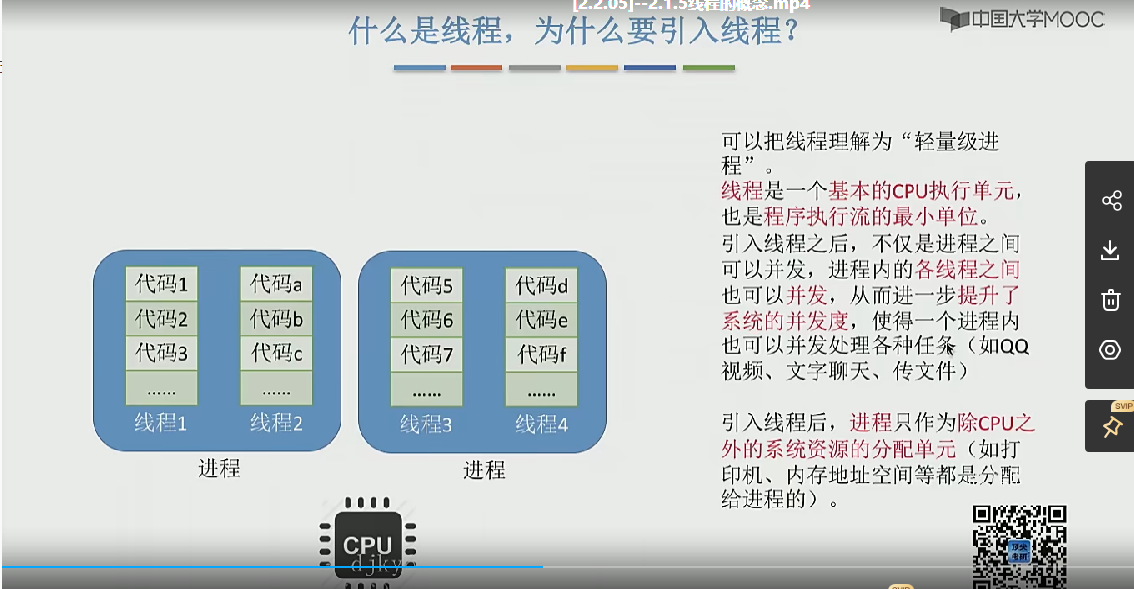 [2.2.05]--2.1.5线程的概念.mp4
什么是线程，为什么要引入线程？
中国大学MOOC
可以把线程理解为“轻量级进
程”。
线程是一个基本的CPU执行单元，
也是程序执行流的最小单位。
引入线程之后，不仅是进程之间
可以并发，进程内的各线程之间
也可以并发，从而进一步提升了
系统的并发度，使得一个进程内
也可以并发处理各种任务（如QQ
视频、文字聊天、传文件）
引入线程后，进程只作为除CPU之
外的系统资源的分配单元（如打
印机、内存地址空间等都是分配
给进程的）。
代码1
代码2
代码3
......
线程1
代码a
代码b
代码c
......
线程2
进程
代码5
代码6
代码7
......
线程3
代码d
代码e
代码f
......
线程4
进程
CPU
djky
SVIP
SVIP